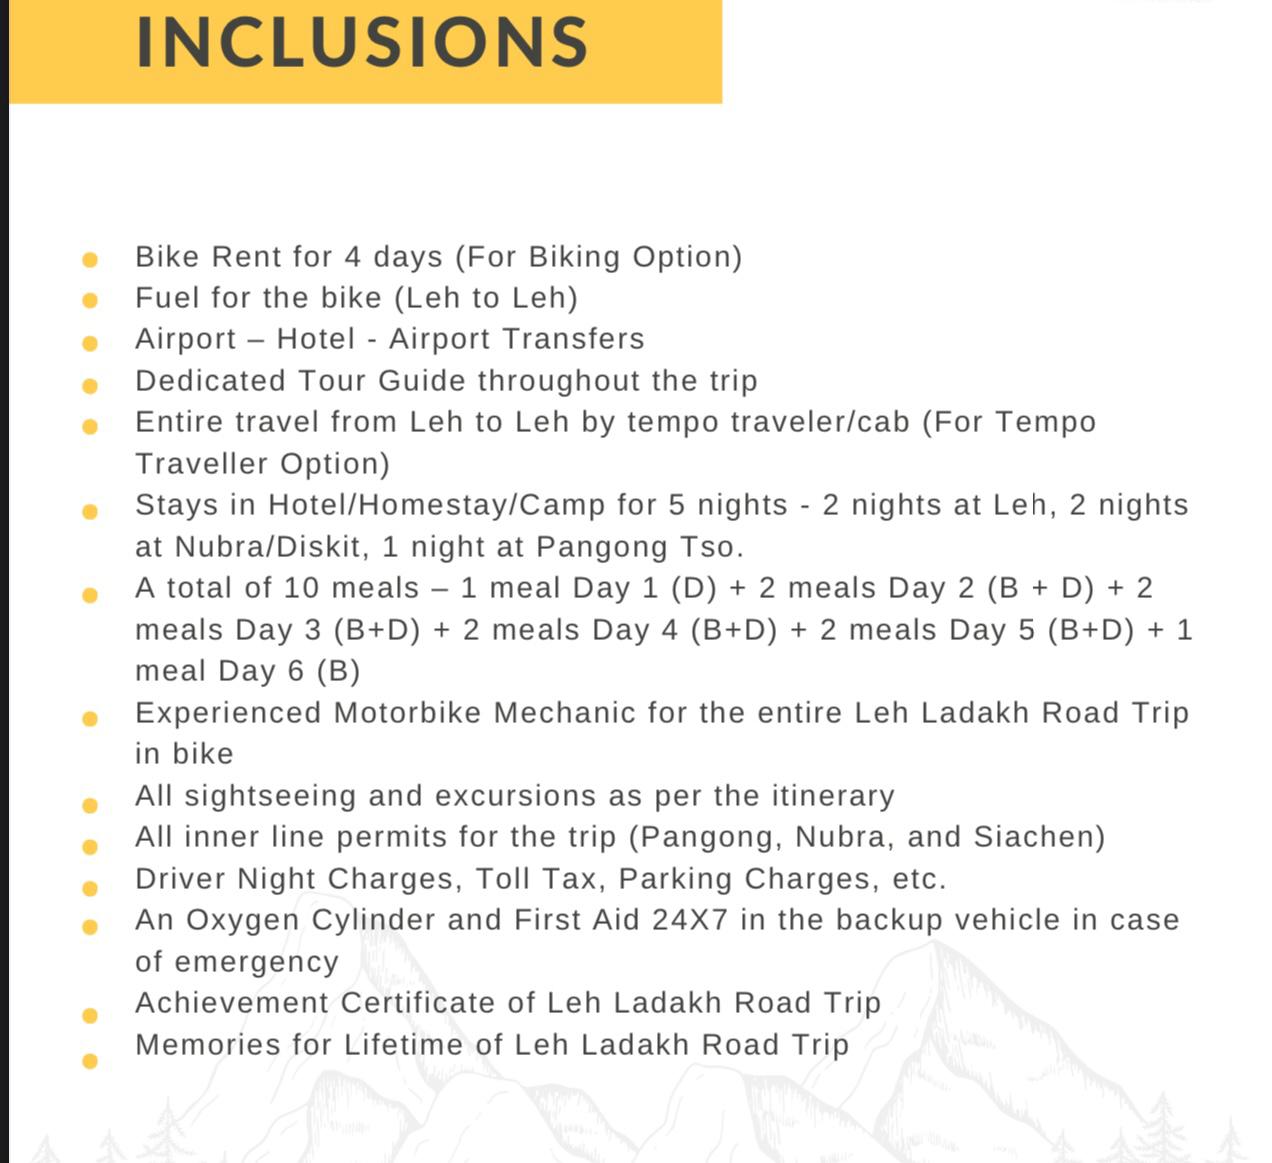 INCLUSIONS
Bike Rent for 4 days (For Biking Option)
Fuel for the bike (Leh to Leh)
Airport – Hotel - Airport Transfers
Dedicated Tour Guide throughout the trip
Entire travel from Leh to Leh by tempo traveler/cab (For Tempo
Traveller Option)
Stays in Hotel/Homestay/Camp for 5 nights - 2 nights at Leh, 2 nights
at Nubra/Diskit, 1 night at Pangong Tso.
A total of 10 meals – 1 meal Day 1 (D) + 2 meals Day 2 (B + D) + 2
meals Day 3 (B+D) + 2 meals Day 4 (B+D) + 2 meals Day 5 (B+D) + 1
meal Day 6 (B)
Experienced Motorbike Mechanic for the entire Leh Ladakh Road Trip
in bike
All sightseeing and excursions as per the itinerary
All inner line permits for the trip (Pangong, Nubra, and Siachen)
Driver Night Charges, Toll Tax, Parking Charges, etc.
An Oxygen Cylinder and First Aid 24X7 in the backup vehicle in case
of emergency
Achievement Certificate of Leh Ladakh Road Trip
Memories for Lifetime of Leh Ladakh Road Trip